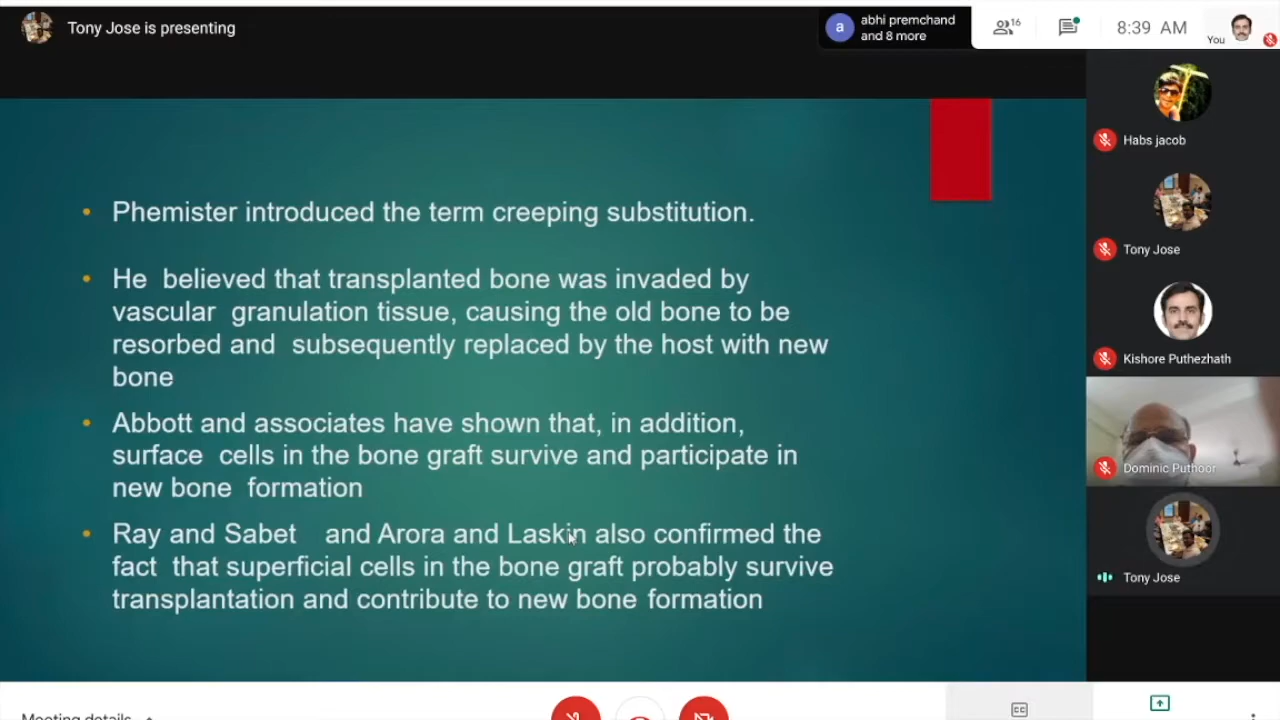 Tony Jose is presenting
a
abhi premchand
and 8 more
16
8:39 AM
You
Phemister introduced the term creeping substitution.
He believed that transplanted bone was invaded by
vascular granulation tissue, causing the old bone to be
resorbed and subsequently replaced by the host with new
bone
Abbott and associates have shown that, in addition,
surface cells in the bone graft survive and participate in
new bone formation
Ray and Sabet and Arora and Laskin also confirmed the
fact that superficial cells in the bone graft probably survive
transplantation and contribute to new bone formation
Habs jacob
Tony Jose
Kishore Puthezhath
Dominic Puthoor
Tony Jose
Meeting details
CC